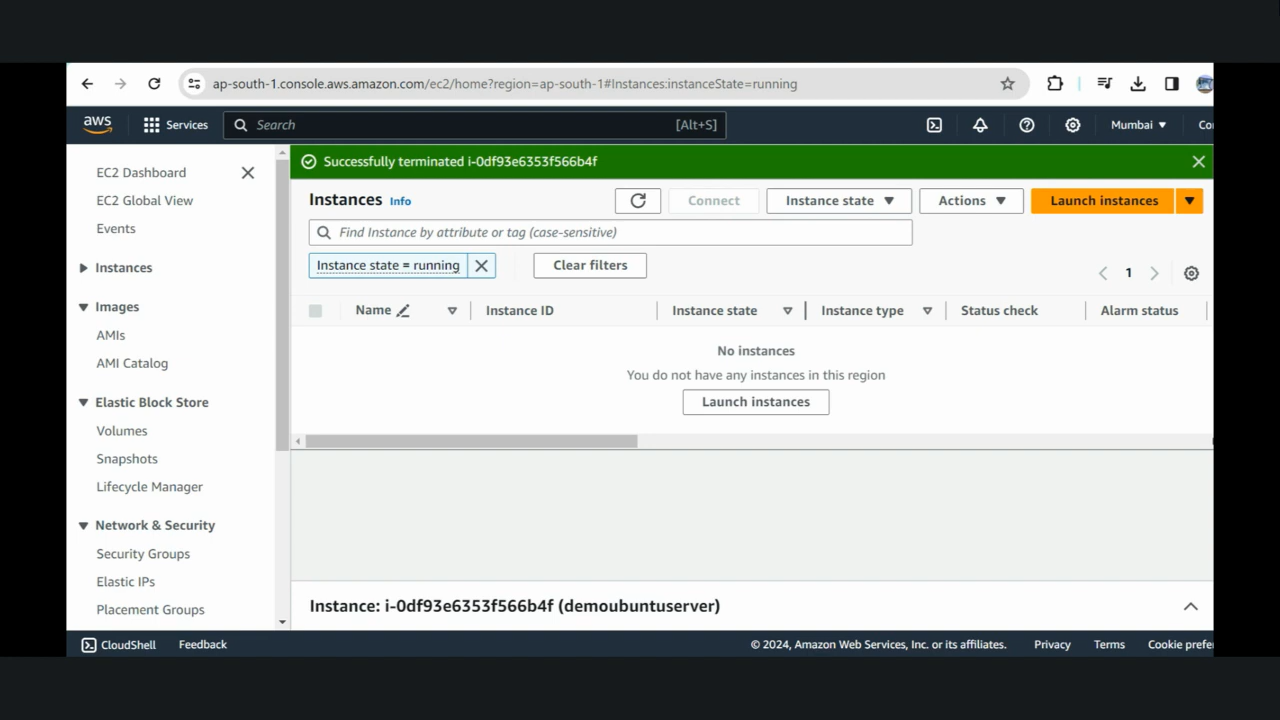 ap-south-1.console.aws.amazon.com/ec2/home?region=ap-south-1#Instances:instanceState=running
aws Services Search [Alt+S] Mumbai
EC2 Dashboard
EC2 Global View
Events
Instances
Images
AMIs
AMI Catalog
Elastic Block Store
Volumes
Snapshots
Lifecycle Manager
Network & Security
Security Groups
Elastic IPs
Placement Groups
Successfully terminated i-0df93e6353f566b4f
Instances Info Connect Instance state Actions Launch instances
Find Instance by attribute or tag (case-sensitive)
Instance state = running Clear filters
1
Name Instance ID Instance state Instance type Status check Alarm status
No instances
You do not have any instances in this region
Launch instances
Instance: i-0df93e6353f566b4f (demoubuntuserver)
CloudShell Feedback © 2024, Amazon Web Services, Inc. or its affiliates. Privacy Terms Cookie prefe